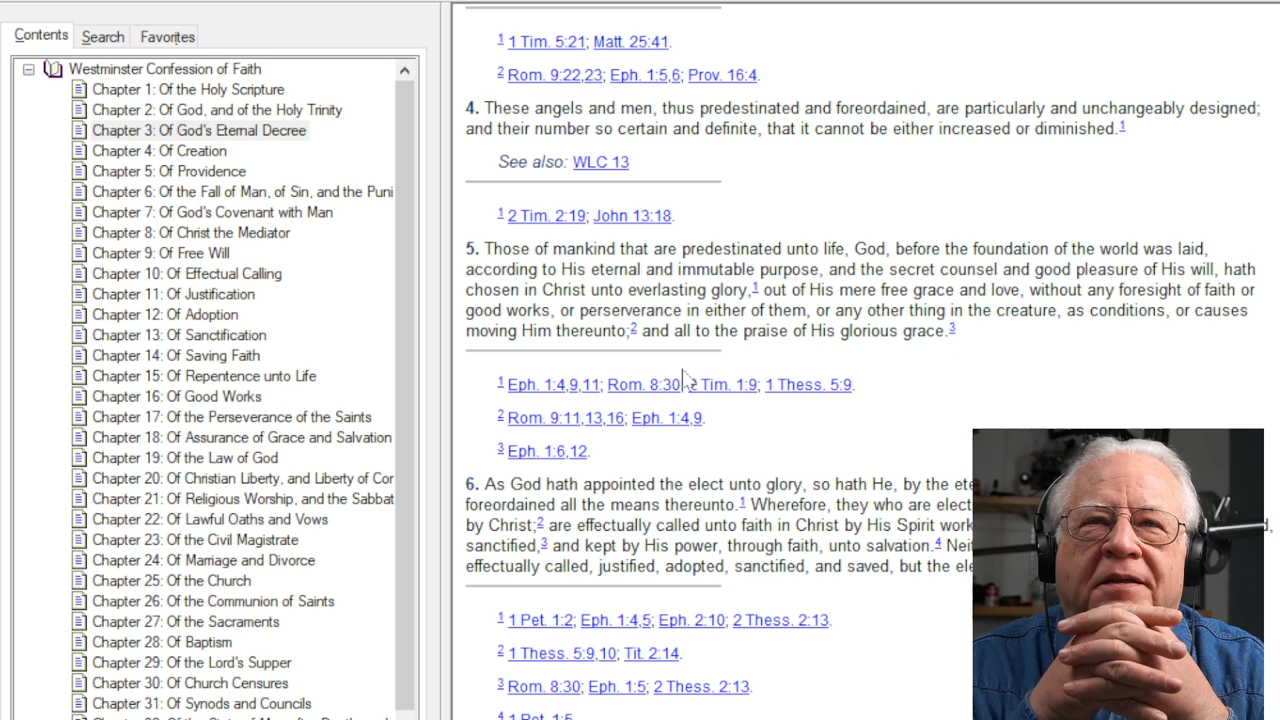 Contents
Search
Favorites
Westminster Confession of Faith
Chapter 1: Of the Holy Scripture
Chapter 2: Of God, and of the Holy Trinity
Chapter 3: Of God's Eternal Decree
Chapter 4: Of Creation
Chapter 5: Of Providence
Chapter 6: Of the Fall of Man, of Sin, and the Puni
Chapter 7: Of God's Covenant with Man
Chapter 8: Of Christ the Mediator
Chapter 9: Of Free Will
Chapter 10: Of Effectual Calling
Chapter 11: Of Justification
Chapter 12: Of Adoption
Chapter 13: Of Sanctification
Chapter 14: Of Saving Faith
Chapter 15: Of Repentence unto Life
Chapter 16: Of Good Works
Chapter 17: Of the Perseverance of the Saints
Chapter 18: Of Assurance of Grace and Salvation
Chapter 19: Of the Law of God
Chapter 20: Of Christian Liberty, and Liberty of Cor
Chapter 21: Of Religious Worship, and the Sabbat
Chapter 22: Of Lawful Oaths and Vows
Chapter 23: Of the Civil Magistrate
Chapter 24: Of Marriage and Divorce
Chapter 25: Of the Church
Chapter 26: Of the Communion of Saints
Chapter 27: Of the Sacraments
Chapter 28: Of Baptism
Chapter 29: Of the Lord's Supper
Chapter 30: Of Church Censures
Chapter 31: Of Synods and Councils
1 1 Tim. 5:21; Matt. 25:41.
2 Rom. 9:22,23; Eph. 1:5,6; Prov. 16:4.
4. These angels and men, thus predestinated and foreordained, are particularly and unchangeably designed;
and their number so certain and definite, that it cannot be either increased or diminished.1
See also: WLC 13
1 2 Tim. 2:19; John 13:18.
5. Those of mankind that are predestinated unto life, God, before the foundation of the world was laid,
according to His eternal and immutable purpose, and the secret counsel and good pleasure of His will, hath
chosen in Christ unto everlasting glory,1 out of His mere free grace and love, without any foresight of faith or
good works, or perserverance in either of them, or any other thing in the creature, as conditions, or causes
moving Him thereunto;2 and all to the praise of His glorious grace.3
1 Eph. 1:4,9,11; Rom. 8:30 Tim. 1:9; 1 Thess. 5:9.
2 Rom. 9:11,13,16; Eph. 1:4,9.
3 Eph. 1:6,12.
6. As God hath appointed the elect unto glory, so hath He, by the ete
foreordained all the means thereunto.1 Wherefore, they who are elect
by Christ;2 are effectually called unto faith in Christ by His Spirit work
sanctified,3 and kept by His power, through faith, unto salvation.4 Nei
effectually called, justified, adopted, sanctified, and saved, but the ele
1 1 Pet. 1:2; Eph. 1:4,5; Eph. 2:10; 2 Thess. 2:13.
2 1 Thess. 5:9,10; Tit. 2:14.
3 Rom. 8:30; Eph. 1:5; 2 Thess. 2:13.
4 1 Pet. 1:5.